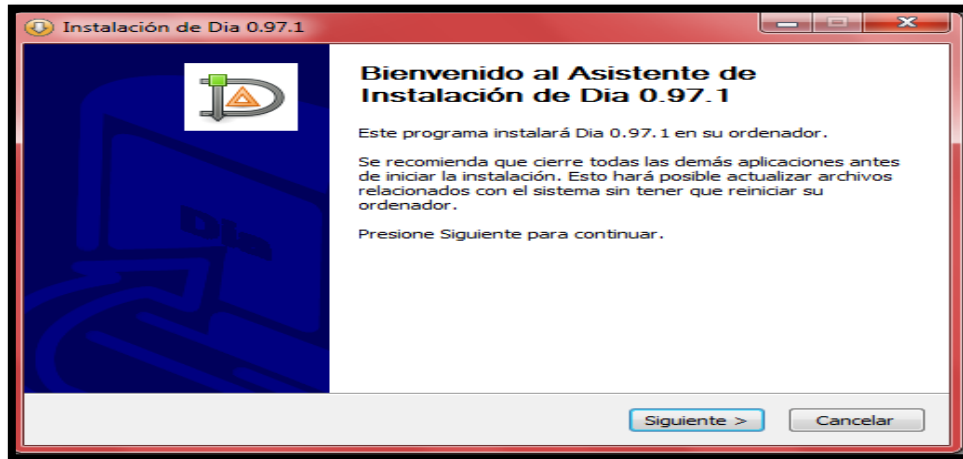 Instalación de Dia 0.97.1
Bienvenido al Asistente de
Instalación de Dia 0.97.1
Este programa instalará Dia 0.97.1 en su ordenador.
Se recomienda que cierre todas las demás aplicaciones antes
de iniciar la instalación. Esto hará posible actualizar archivos
relacionados con el sistema sin tener que reiniciar su
ordenador.
Presione Siguiente para continuar.
Dia
Siguiente >
Cancelar